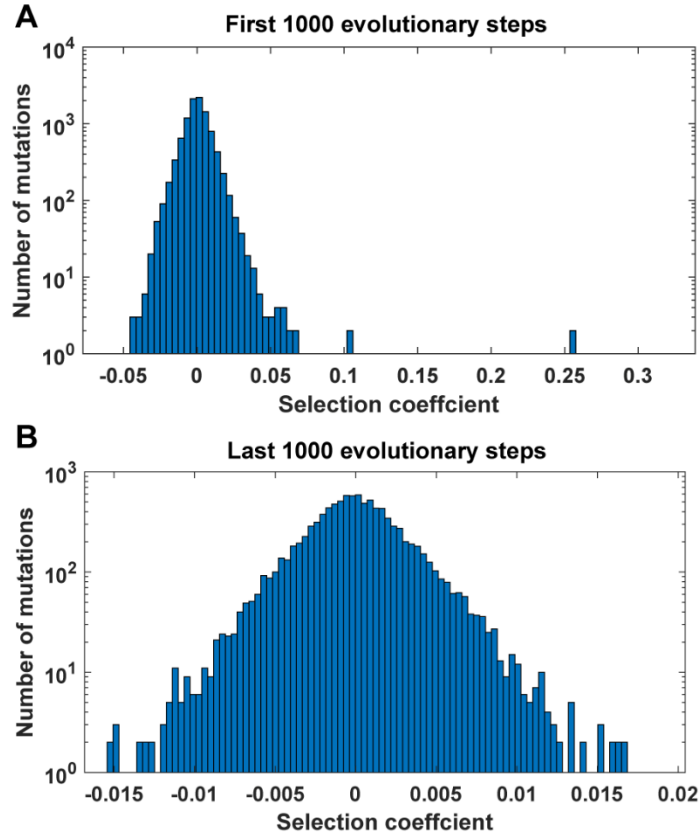 A
First 1000 evolutionary steps
Number of mutations
10^4
10^3
10^2
10^1
10^0
-0.05 0 0.05 0.1 0.15 0.2 0.25 0.3
Selection coeffcient
B
Last 1000 evolutionary steps
Number of mutations
10^3
10^2
10^1
10^0
-0.015 -0.01 -0.005 0 0.005 0.01 0.015 0.02
Selection coeffcient